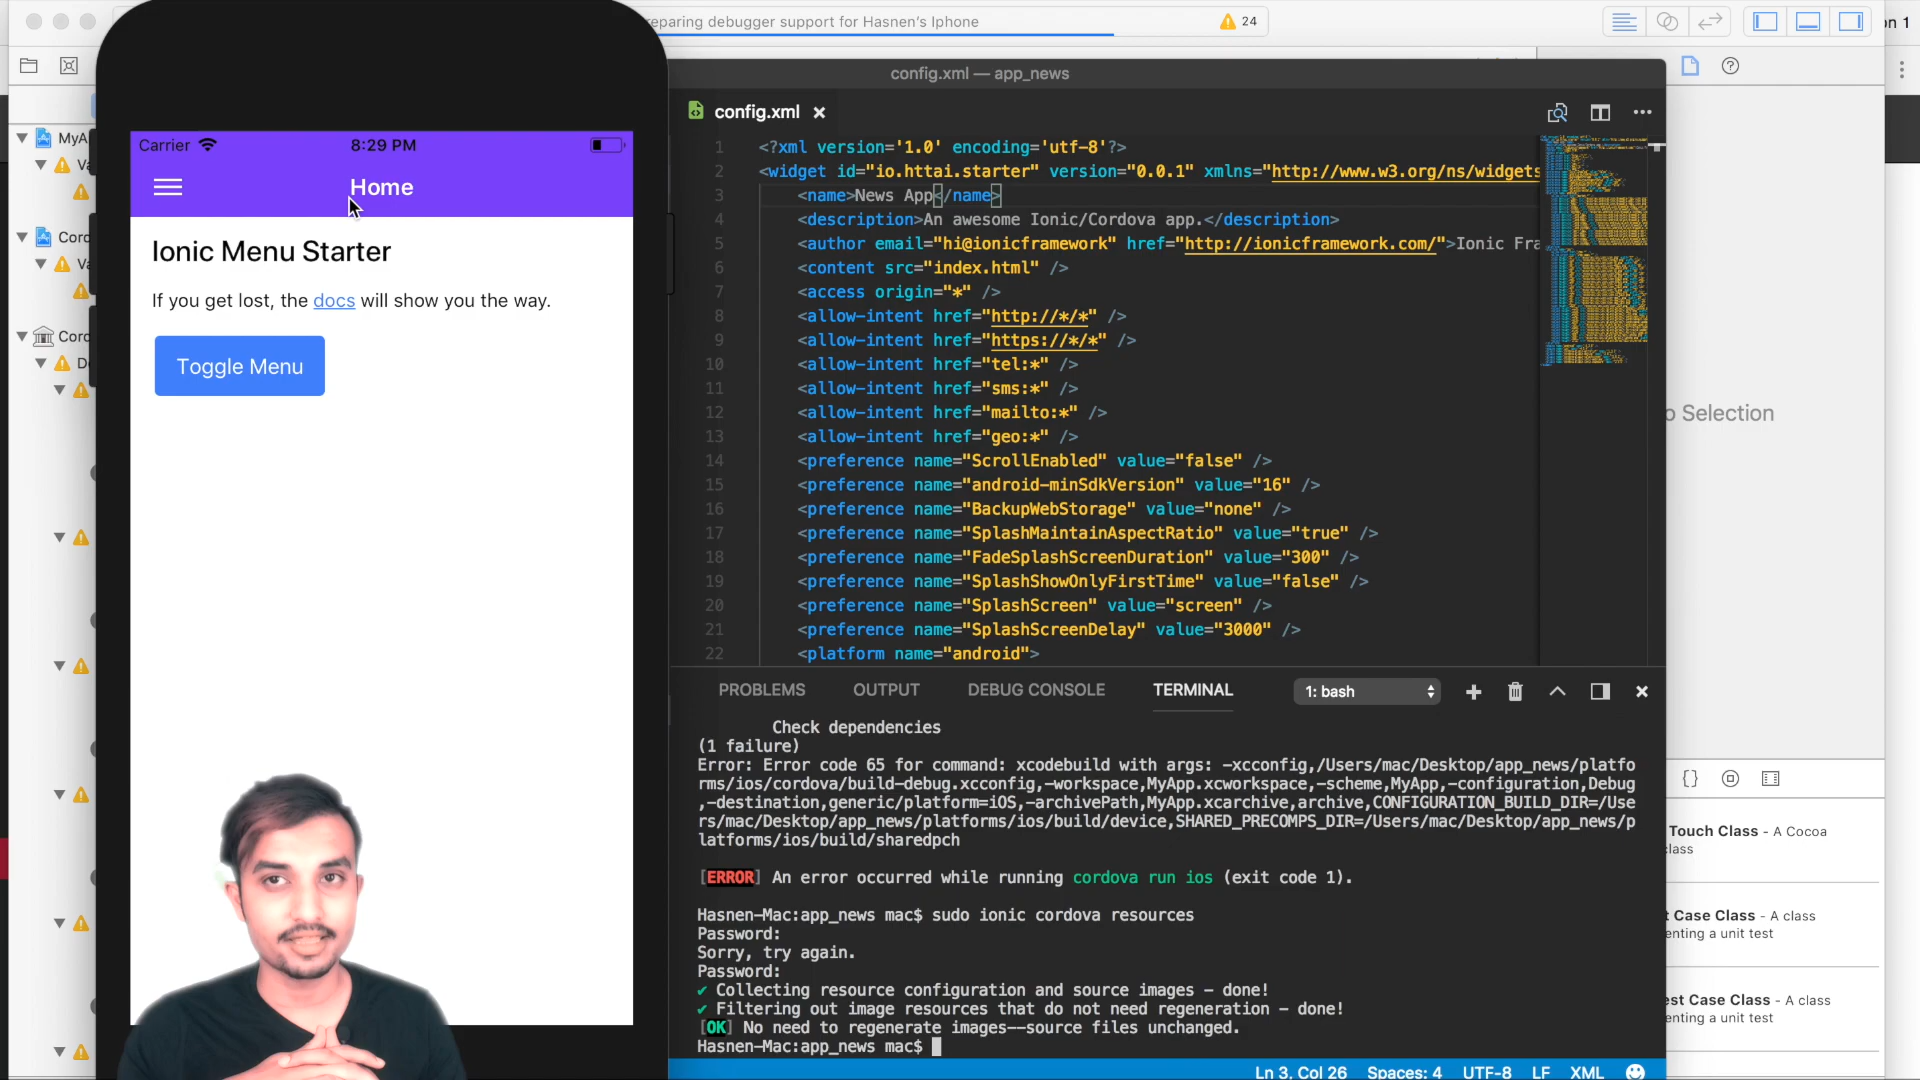 eparing debugger support for Hasnen's Iphone
24
on 1
config.xml — app_news
config.xml
MyA
Va
Cord
Va
Cord
De
Carrier
8:29 PM
Home
Ionic Menu Starter
If you get lost, the docs will show you the way.
Toggle Menu
1 <?xml version='1.0' encoding='utf-8'?>
2 <widget id="io.httai.starter" version="0.0.1" xmlns="http://www.w3.org/ns/widgets
3 <name>News App</name>
4 <description>An awesome Ionic/Cordova app.</description>
5 <author email="hi@ionicframework" href="http://ionicframework.com/">Ionic Fra
6 <content src="index.html" />
7 <access origin="*" />
8 <allow-intent href="http://*/*" />
9 <allow-intent href="https://*/*" />
10 <allow-intent href="tel:*" />
11 <allow-intent href="sms:*" />
12 <allow-intent href="mailto:*" />
13 <allow-intent href="geo:*" />
14 <preference name="ScrollEnabled" value="false" />
15 <preference name="android-minSdkVersion" value="16" />
16 <preference name="BackupWebStorage" value="none" />
17 <preference name="SplashMaintainAspectRatio" value="true" />
18 <preference name="FadeSplashScreenDuration" value="300" />
19 <preference name="SplashShowOnlyFirstTime" value="false" />
20 <preference name="SplashScreen" value="screen" />
21 <preference name="SplashScreenDelay" value="3000" />
22 <platform name="android">
o Selection
PROBLEMS OUTPUT DEBUG CONSOLE TERMINAL 1: bash
Check dependencies
(1 failure)
Error: Error code 65 for command: xcodebuild with args: -xcconfig,/Users/mac/Desktop/app_news/platfo
rms/ios/cordova/build-debug.xcconfig,-workspace,MyApp.xcworkspace,-scheme,MyApp,-configuration,Debug
,-destination,generic/platform=iOS,-archivePath,MyApp.xcarchive,archive,CONFIGURATION_BUILD_DIR=/Use
rs/mac/Desktop/app_news/platforms/ios/build/device,SHARED_PRECOMPS_DIR=/Users/mac/Desktop/app_news/p
latforms/ios/build/sharedpch
[ERROR] An error occurred while running cordova run ios (exit code 1).
Hasnen-Mac:app_news mac$ sudo ionic cordova resources
Password:
Sorry, try again.
Password:
✔ Collecting resource configuration and source images - done!
✔ Filtering out image resources that do not need regeneration - done!
[OK] No need to regenerate images--source files unchanged.
Hasnen-Mac:app_news mac$
Touch Class - A Cocoa
lass
t Case Class - A class
enting a unit test
est Case Class - A class
enting a unit test
Ln 3, Col 26 Spaces: 4 UTF-8 LF XML